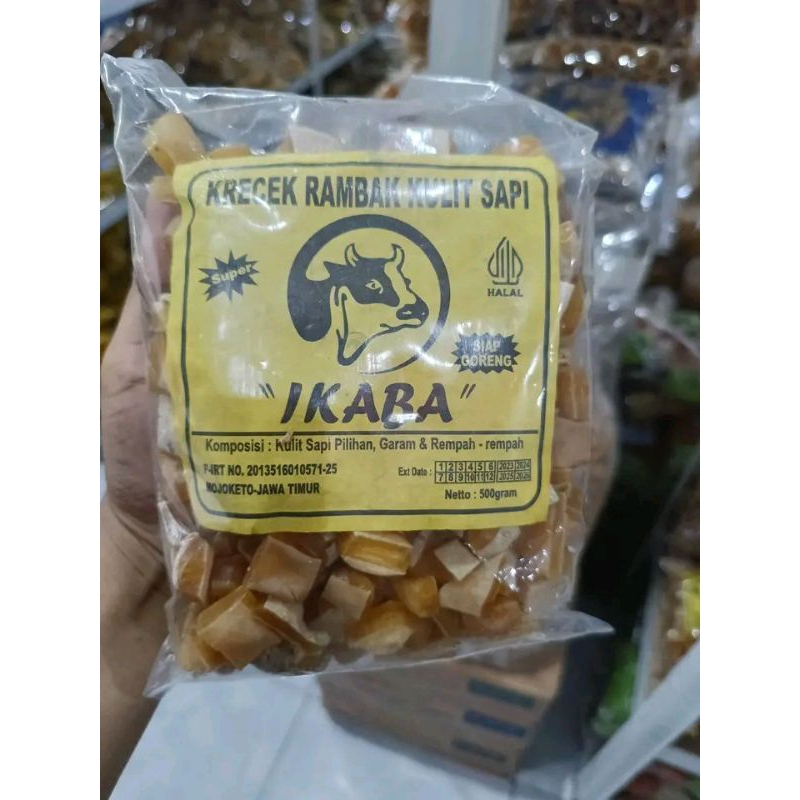 KRECEK RAMBAK KULIT SAPI
Super
HALAL
SIAP
GORENG
"IKABA"
Komposisi : Kulit Sapi Pilihan, Garam & Rempah - rempah
P-IRT NO. 2013516010571-25
MOJOKETO-JAWA TIMUR
Ext Date : 1 2 3 4 5 6 2023 2024
7 8 9 10 11 12 2025 2026
Netto : 500gram